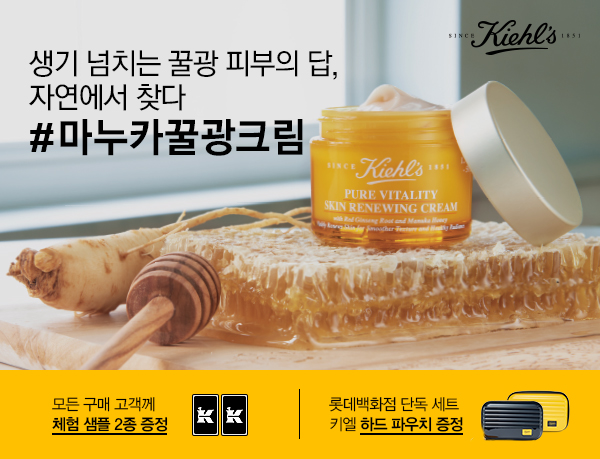 SINCE Kiehl's 1851
생기 넘치는 꿀광 피부의 답,
자연에서 찾다
#마누카꿀광크림
SINCE Kiehl's 1851
PURE VITALITY
SKIN RENEWING CREAM
with Red Ginseng Root and Manuka Honey
모든 구매 고객께
체험 샘플 2종 증정
롯데백화점 단독 세트
키엘 하드 파우치 증정